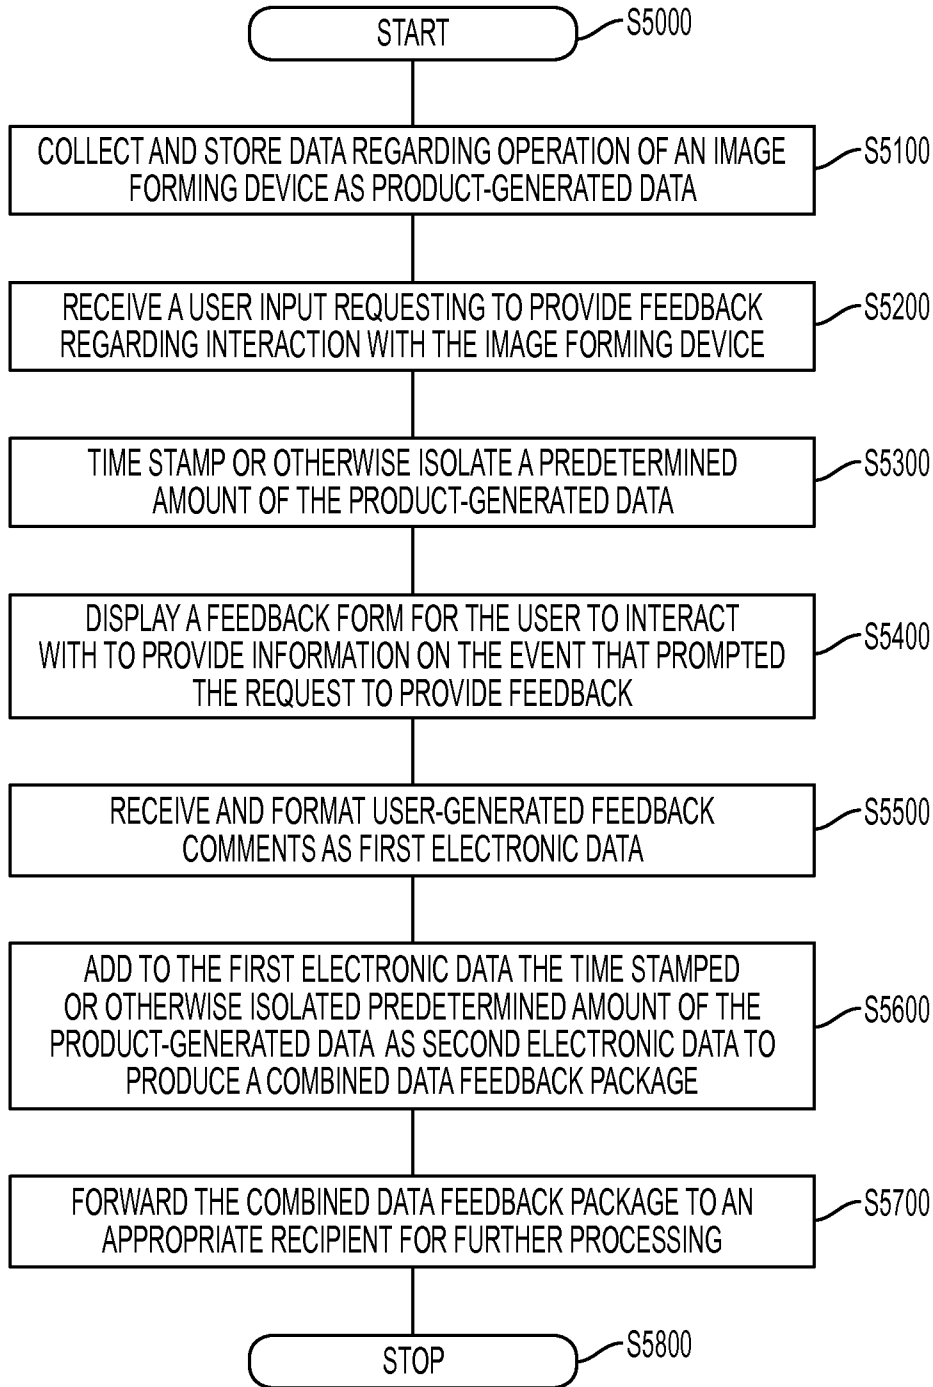 START
S5000
COLLECT AND STORE DATA REGARDING OPERATION OF AN IMAGE
FORMING DEVICE AS PRODUCT-GENERATED DATA
S5100
RECEIVE A USER INPUT REQUESTING TO PROVIDE FEEDBACK
REGARDING INTERACTION WITH THE IMAGE FORMING DEVICE
S5200
TIME STAMP OR OTHERWISE ISOLATE A PREDETERMINED
AMOUNT OF THE PRODUCT-GENERATED DATA
S5300
DISPLAY A FEEDBACK FORM FOR THE USER TO INTERACT
WITH TO PROVIDE INFORMATION ON THE EVENT THAT PROMPTED
THE REQUEST TO PROVIDE FEEDBACK
S5400
RECEIVE AND FORMAT USER-GENERATED FEEDBACK
COMMENTS AS FIRST ELECTRONIC DATA
S5500
ADD TO THE FIRST ELECTRONIC DATA THE TIME STAMPED
OR OTHERWISE ISOLATED PREDETERMINED AMOUNT OF THE
PRODUCT-GENERATED DATA AS SECOND ELECTRONIC DATA TO
PRODUCE A COMBINED DATA FEEDBACK PACKAGE
S5600
FORWARD THE COMBINED DATA FEEDBACK PACKAGE TO AN
APPROPRIATE RECIPIENT FOR FURTHER PROCESSING
S5700
STOP
S5800